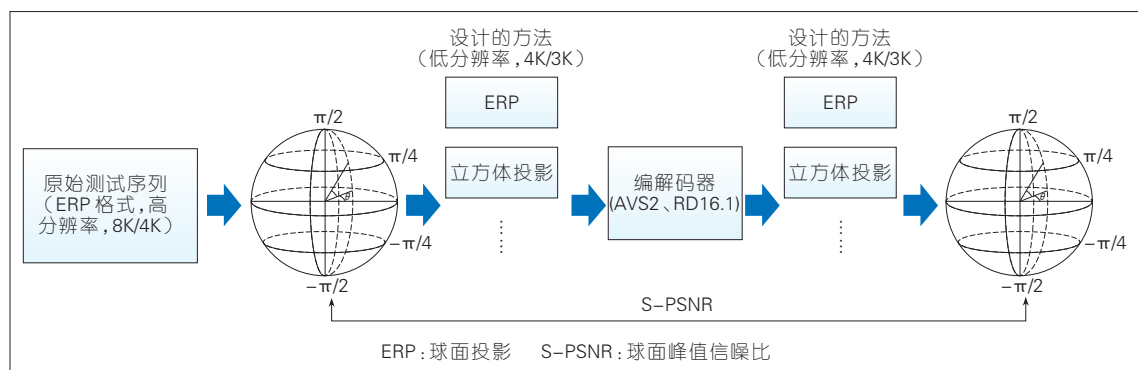 设计的方法
（低分辨率，4K/3K）
ERP
立方体投影
……
设计的方法
（低分辨率，4K/3K）
ERP
立方体投影
……
原始测试序列
（ERP 格式，高
分辨率，8K/4K）
π/2
π/4
θ
−π/4
−π/2
编解码器
(AVS2、RD16.1)
π/2
π/4
θ
−π/4
−π/2
S−PSNR
ERP：球面投影 S−PSNR：球面峰值信噪比